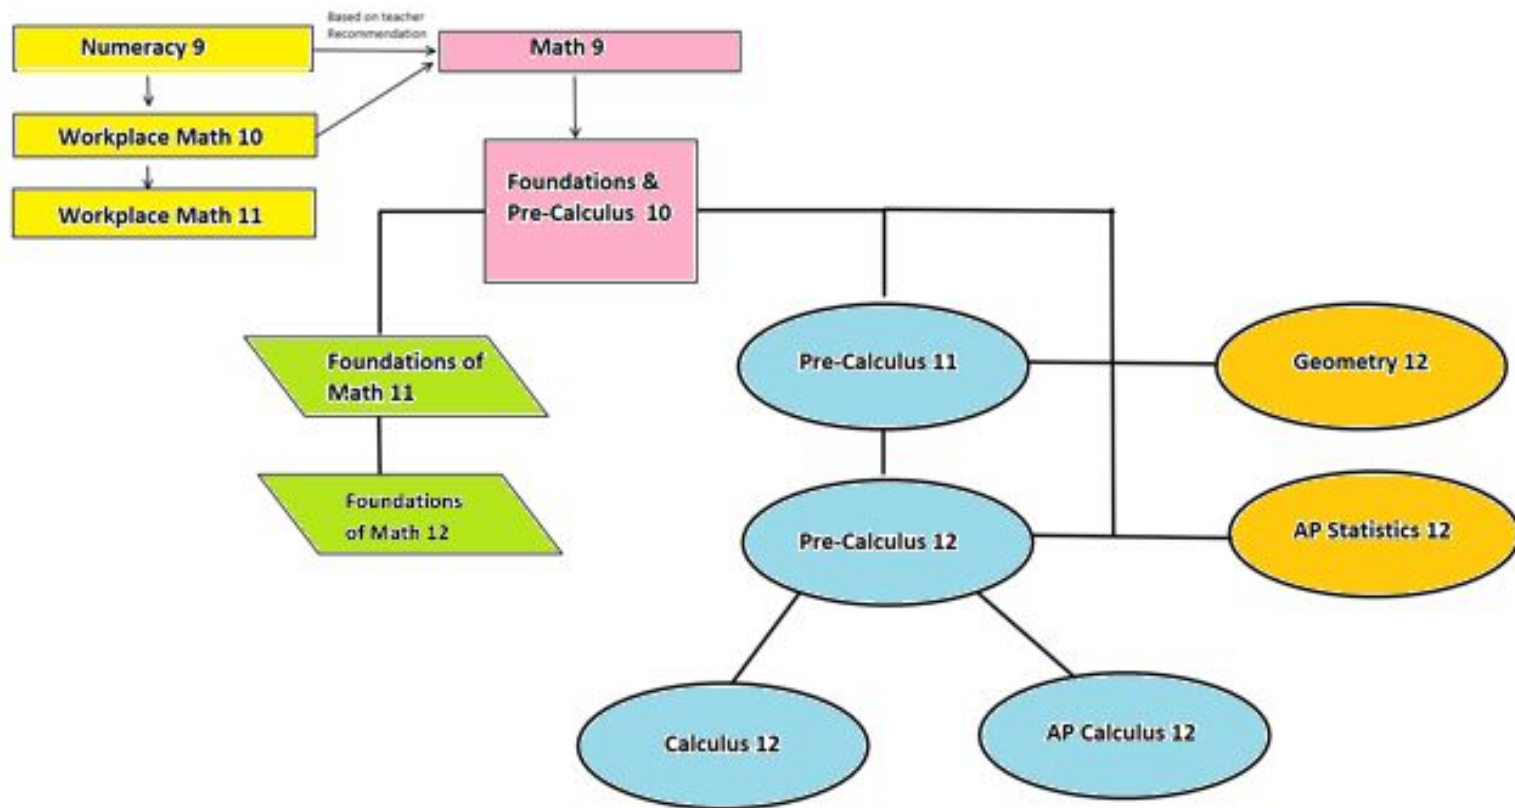 Based on teacher
Recommendation
Numeracy 9
Math 9
Workplace Math 10
Workplace Math 11
Foundations &
Pre-Calculus 10
Foundations of
Math 11
Pre-Calculus 11
Geometry 12
Foundations
of Math 12
Pre-Calculus 12
AP Statistics 12
Calculus 12
AP Calculus 12